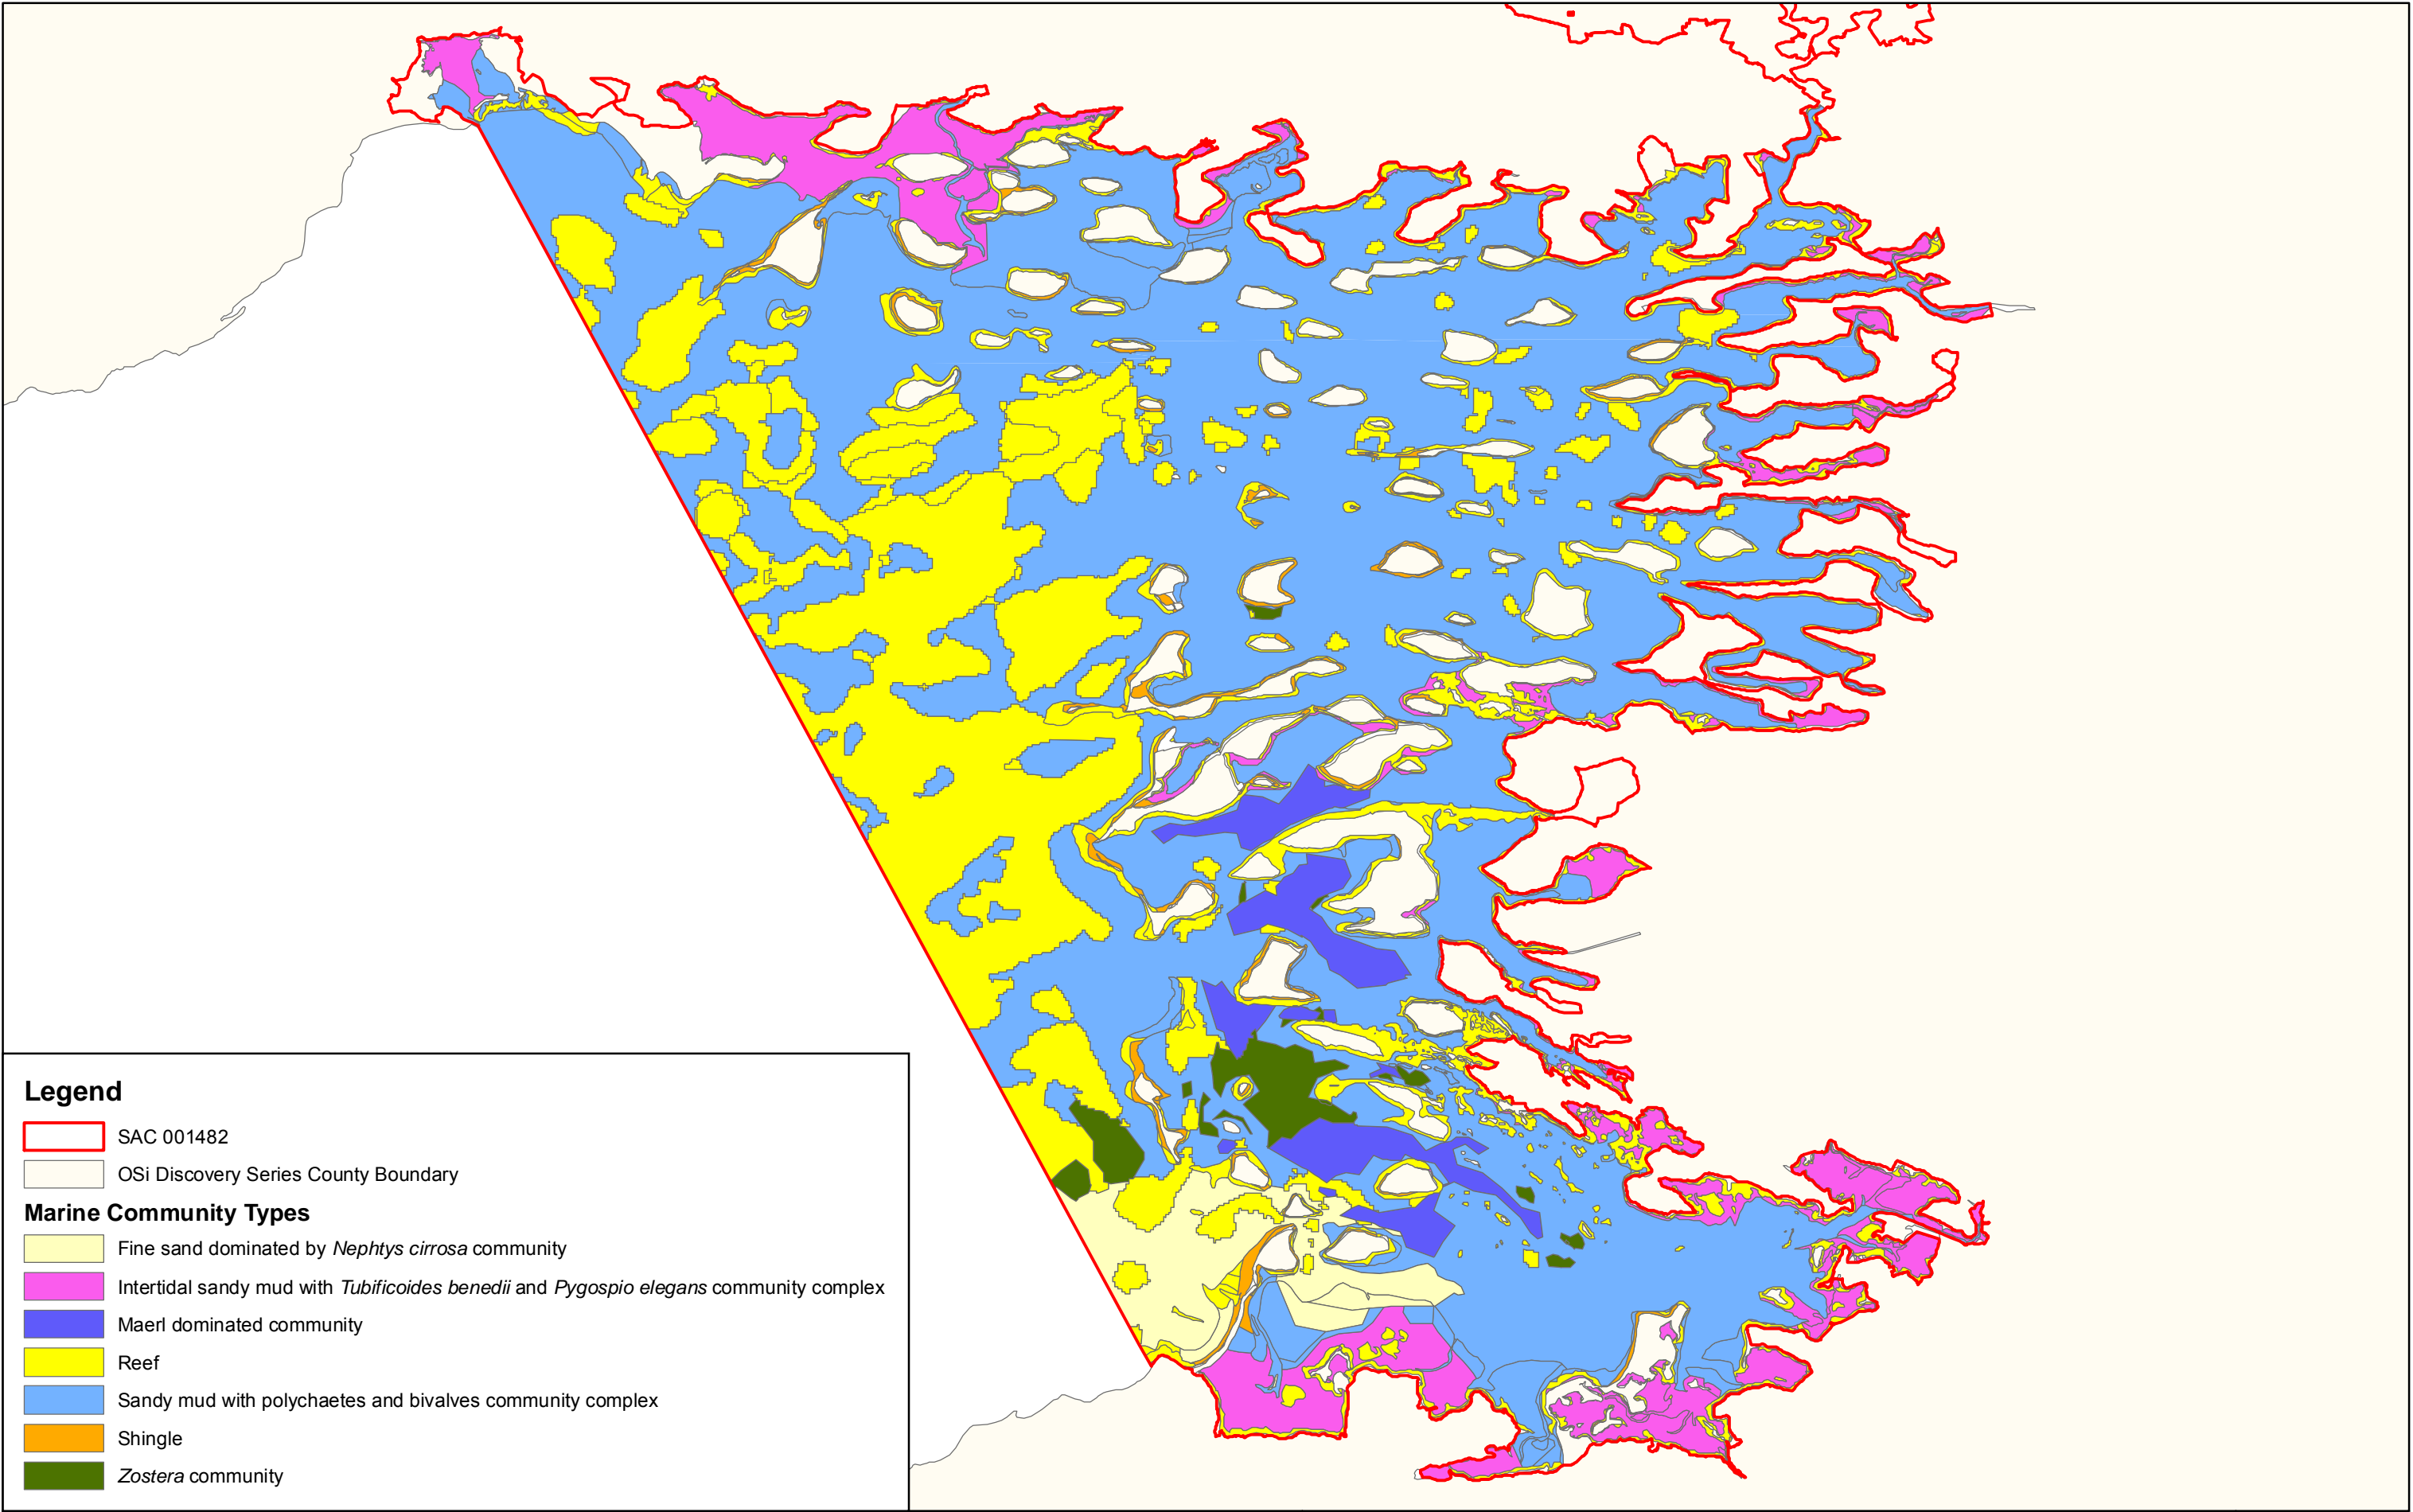 Legend
SAC 001482
OSi Discovery Series County Boundary
Marine Community Types
Fine sand dominated by Nephtys cirrosa community
Intertidal sandy mud with Tubificoides benedii and Pygospio elegans community complex
Maerl dominated community
Reef
Sandy mud with polychaetes and bivalves community complex
Shingle
Zostera community